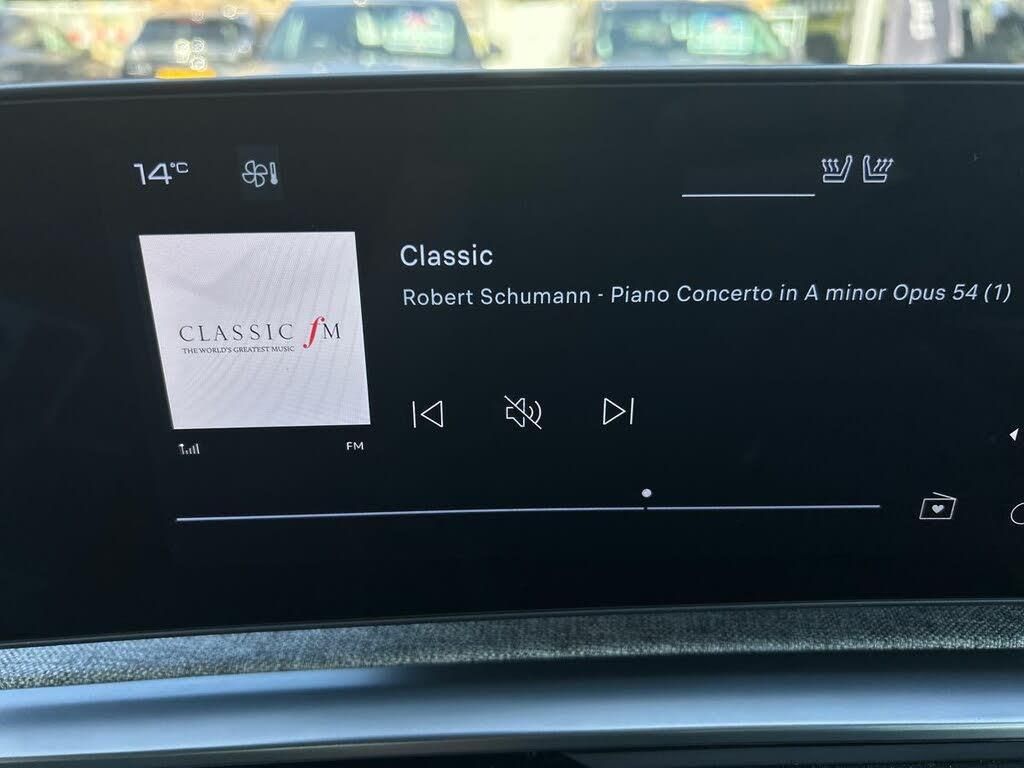 14°C
Classic
Robert Schumann - Piano Concerto in A minor Opus 54 (1)
CLASSIC fM
THE WORLD'S GREATEST MUSIC
FM